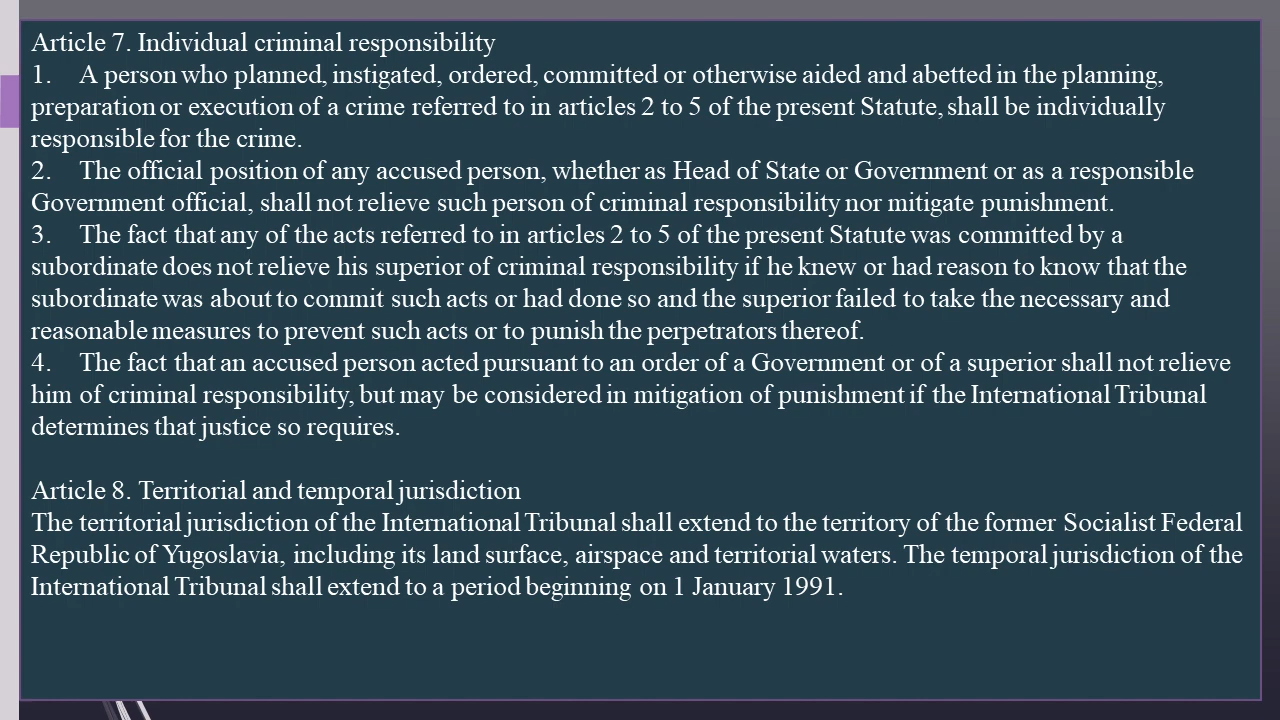 Article 7. Individual criminal responsibility
1. A person who planned, instigated, ordered, committed or otherwise aided and abetted in the planning,
preparation or execution of a crime referred to in articles 2 to 5 of the present Statute, shall be individually
responsible for the crime.
2. The official position of any accused person, whether as Head of State or Government or as a responsible
Government official, shall not relieve such person of criminal responsibility nor mitigate punishment.
3. The fact that any of the acts referred to in articles 2 to 5 of the present Statute was committed by a
subordinate does not relieve his superior of criminal responsibility if he knew or had reason to know that the
subordinate was about to commit such acts or had done so and the superior failed to take the necessary and
reasonable measures to prevent such acts or to punish the perpetrators thereof.
4. The fact that an accused person acted pursuant to an order of a Government or of a superior shall not relieve
him of criminal responsibility, but may be considered in mitigation of punishment if the International Tribunal
determines that justice so requires.
Article 8. Territorial and temporal jurisdiction
The territorial jurisdiction of the International Tribunal shall extend to the territory of the former Socialist Federal
Republic of Yugoslavia, including its land surface, airspace and territorial waters. The temporal jurisdiction of the
International Tribunal shall extend to a period beginning on 1 January 1991.